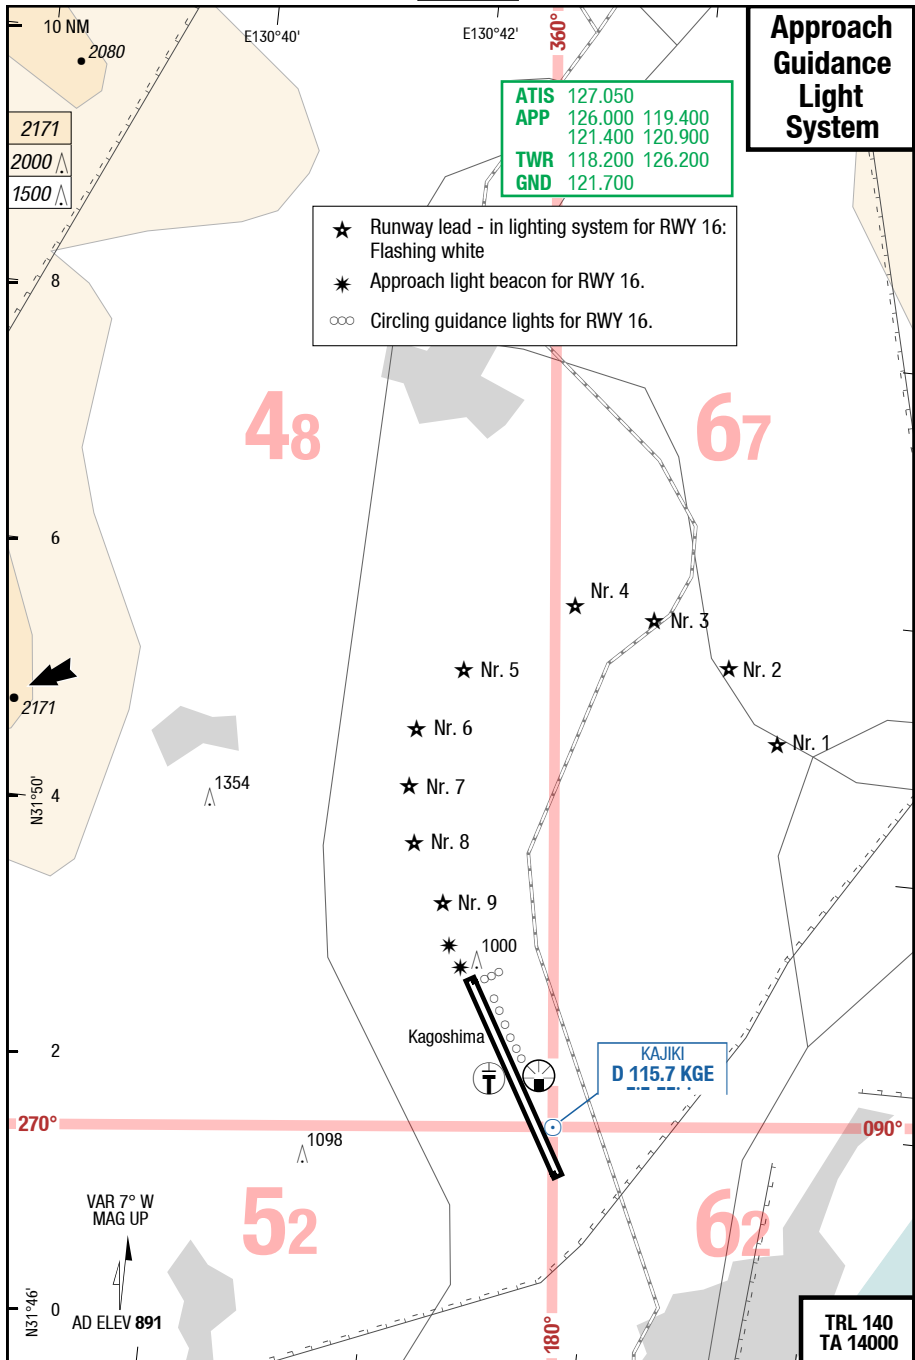 10 NM
E130°40'
E130°42'
360°
Approach
Guidance
Light
System
2080
ATIS 127.050
APP 126.000 119.400
121.400 120.900
TWR 118.200 126.200
GND 121.700
2171
2000
1500
Runway lead - in lighting system for RWY 16:
Flashing white
Approach light beacon for RWY 16.
Circling guidance lights for RWY 16.
8
48
67
6
Nr. 4
Nr. 3
Nr. 5
Nr. 2
2171
Nr. 6
Nr. 1
1354
Nr. 7
4
N31°50'
Nr. 8
Nr. 9
1000
Kagoshima
2
KAJIKI
D 115.7 KGE
270°
090°
1098
VAR 7° W
MAG UP
52
62
N31°46'
0
AD ELEV 891
180°
TRL 140
TA 14000